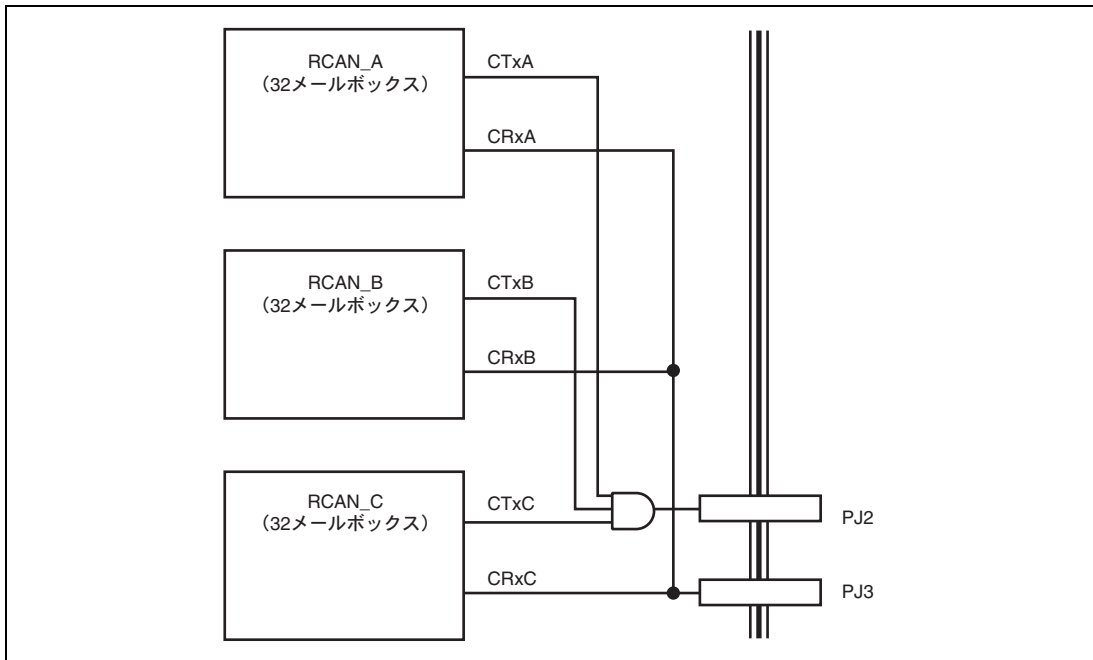 RCAN_A
（32メールボックス）
CTxA
CRxA
RCAN_B
（32メールボックス）
CTxB
CRxB
RCAN_C
（32メールボックス）
CTxC
CRxC
PJ2
PJ3